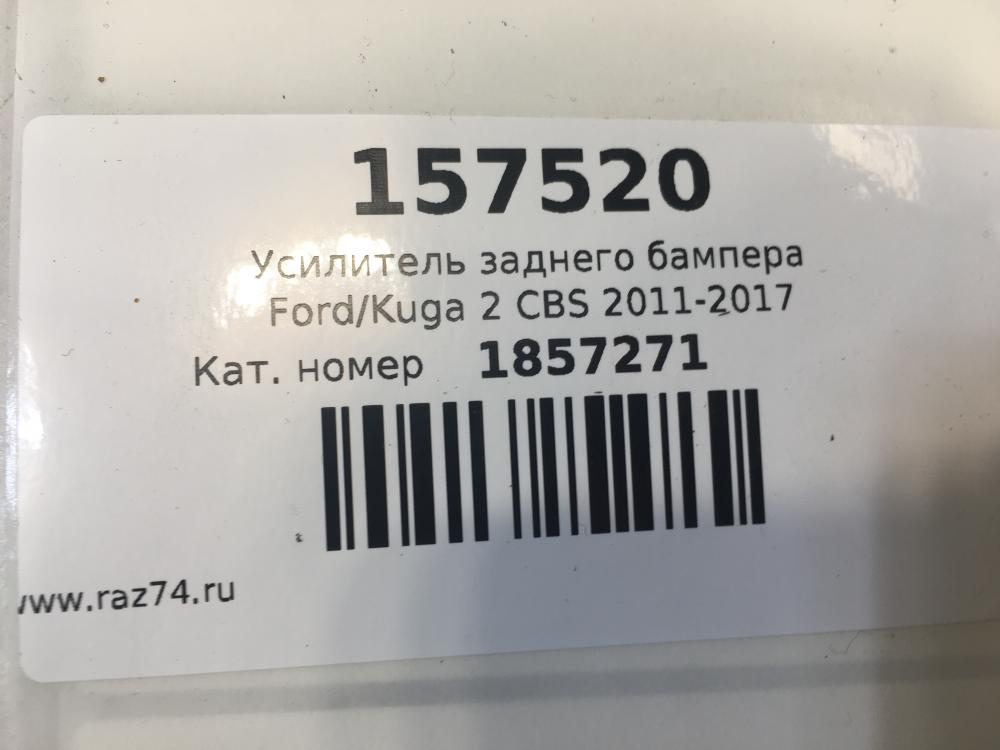 157520
Усилитель заднего бампера
Ford/Kuga 2 CBS 2011-2017
Кат. номер 1857271
www.raz74.ru